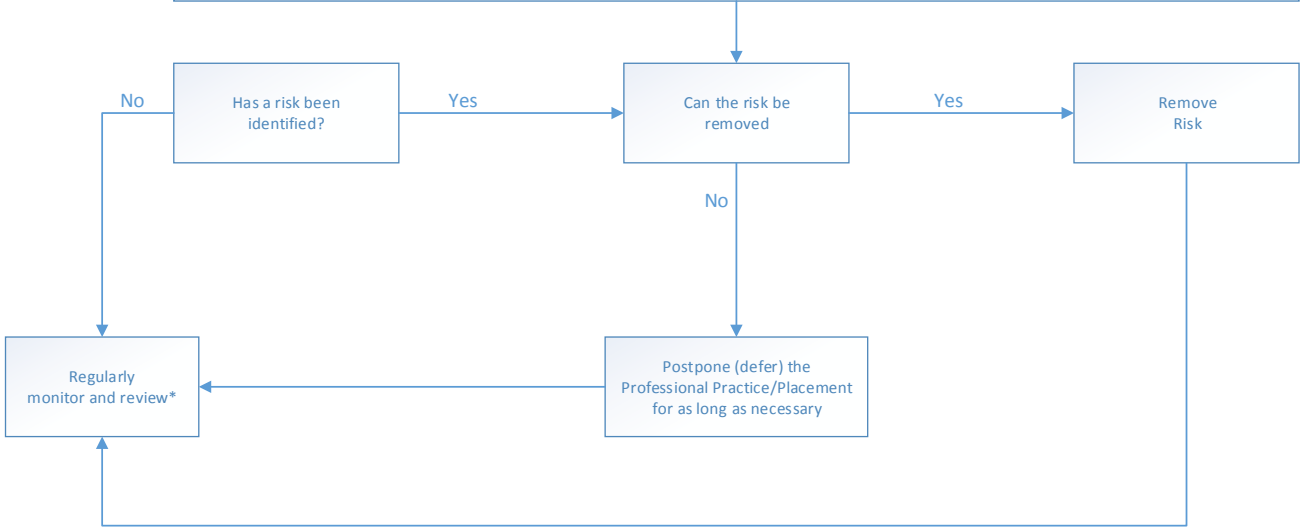 No
Has a risk been
identified?
Yes
Can the risk be
removed
Yes
Remove
Risk
No
Regularly
monitor and review*
Postpone (defer) the
Professional Practice/Placement
for as long as necessary